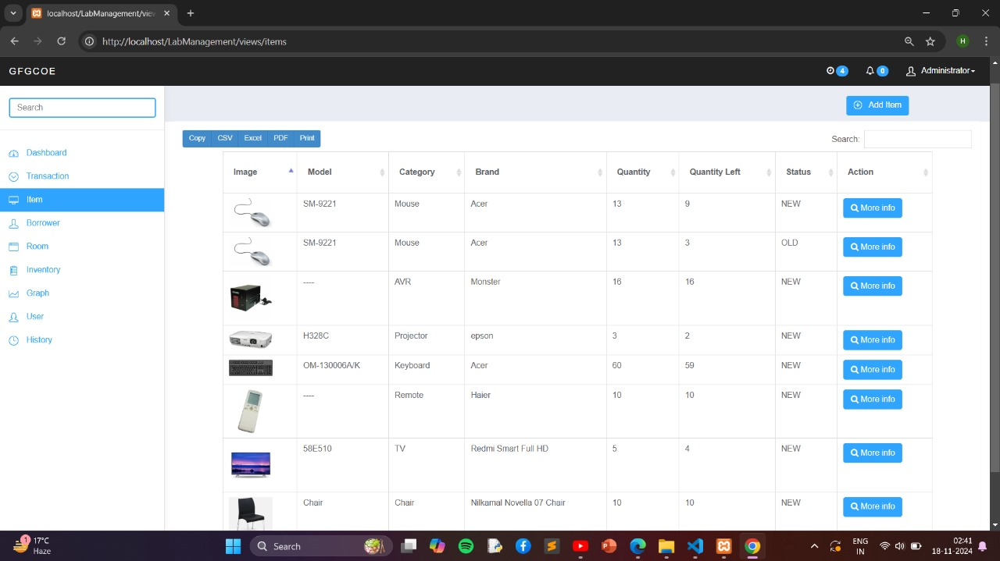 localhost/LabManagement/view
http://localhost/LabManagement/views/items
H
GFGCOE
4
0
Administrator
Search
Add Item
Dashboard
Transaction
Item
Borrower
Room
Inventory
Graph
User
History
Copy CSV Excel PDF Print
Search:
Image Model Category Brand Quantity Quantity Left Status Action
SM-9221 Mouse Acer 13 9 NEW More info
SM-9221 Mouse Acer 13 3 OLD More info
---- AVR Monster 16 16 NEW More info
H328C Projector epson 3 2 NEW More info
OM-130006A/K Keyboard Acer 60 59 NEW More info
---- Remote Haier 10 10 NEW More info
58E510 TV Redmi Smart Full HD 5 4 NEW More info
Chair Chair Nilkamal Novella 07 Chair 10 10 NEW More info
1
17°C
Haze
Search
ENG
IN
02:41
18-11-2024